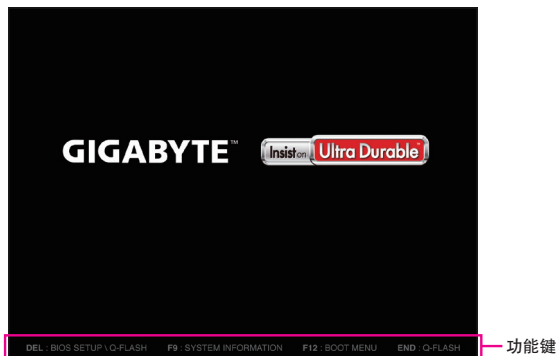 GIGABYTE™ Insist on Ultra Durable™
DEL : BIOS SETUP \ Q-FLASH F9 : SYSTEM INFORMATION F12 : BOOT MENU END : Q-FLASH
功能键